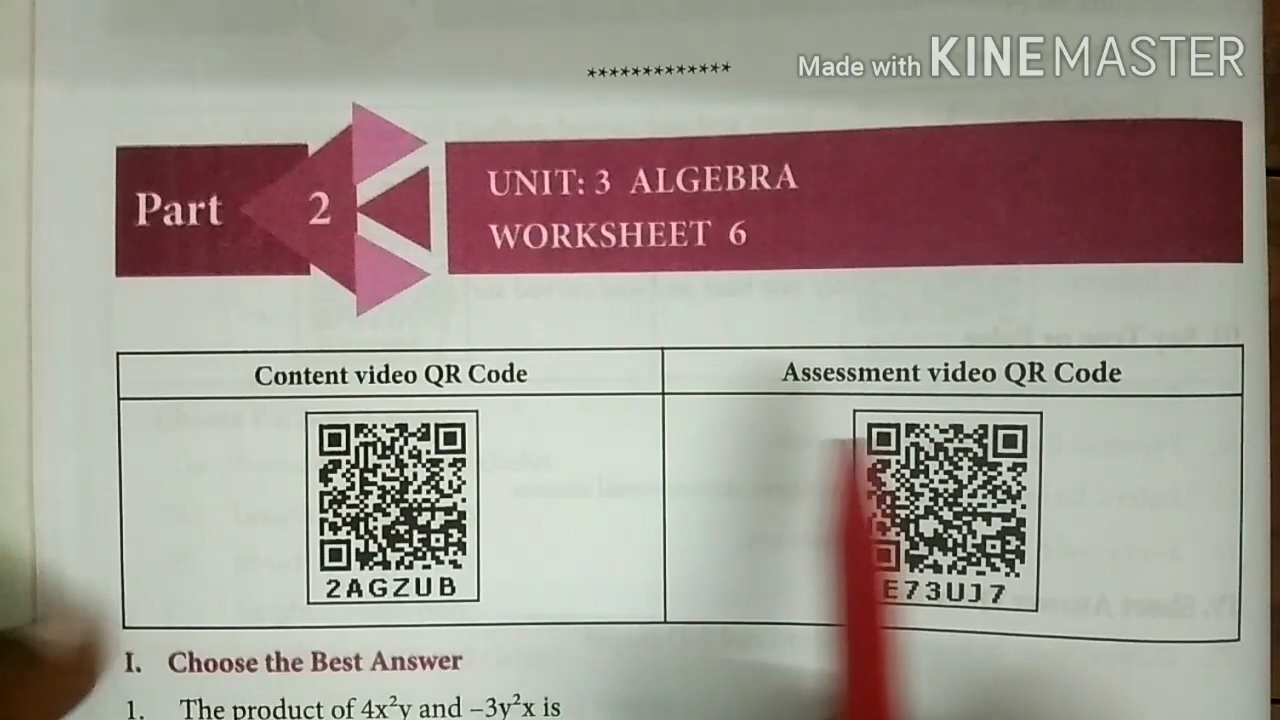 *************
Made with KINEMASTER
Part 2
UNIT: 3 ALGEBRA
WORKSHEET 6
Content video QR Code
Assessment video QR Code
2AGZUB
E73UJ7
I. Choose the Best Answer
1. The product of 4x²y and –3y²x is